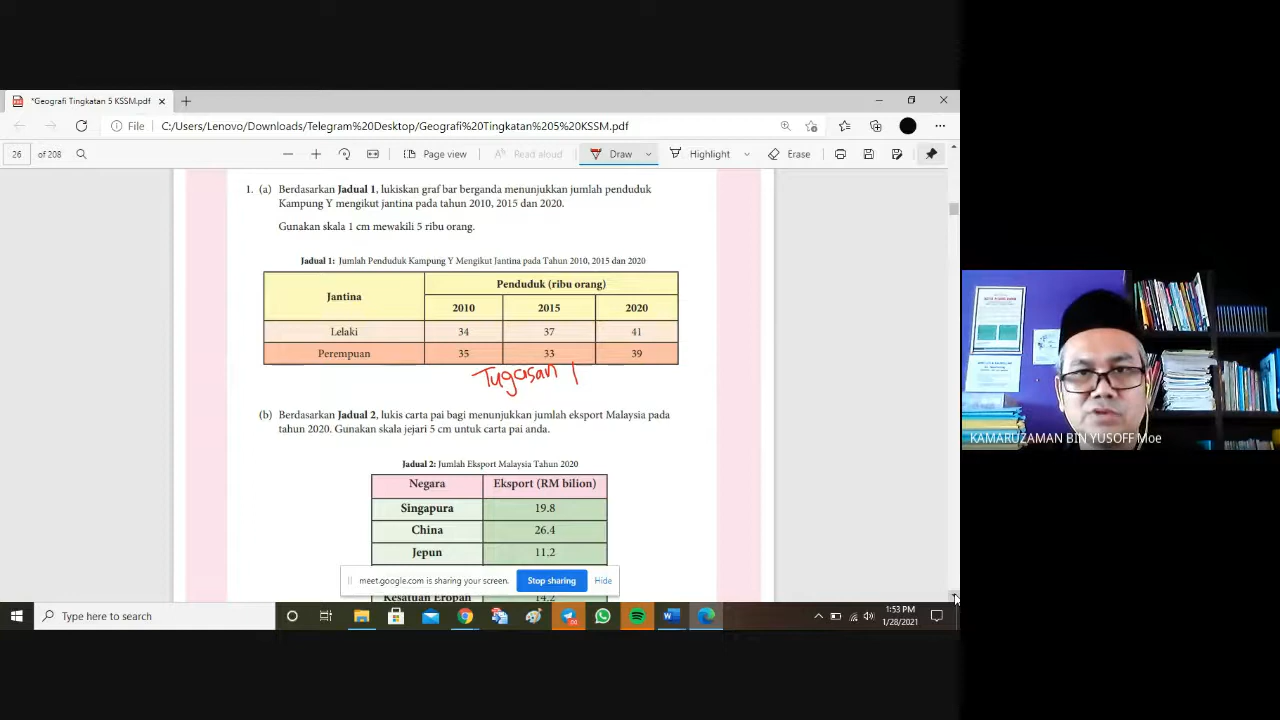 *Geografi Tingkatan 5 KSSM.pdf
File C:/Users/Lenovo/Downloads/Telegram%20Desktop/Geografi%20Tingkatan%205%20KSSM.pdf
26 of 208 Page view Read aloud Draw Highlight Erase
1. (a) Berdasarkan Jadual 1, lukiskan graf bar berganda menunjukkan jumlah penduduk
Kampung Y mengikut jantina pada tahun 2010, 2015 dan 2020.
Gunakan skala 1 cm mewakili 5 ribu orang.
Jadual 1: Jumlah Penduduk Kampung Y Mengikut Jantina pada Tahun 2010, 2015 dan 2020
Jantina Penduduk (ribu orang)
2010 2015 2020
Lelaki 34 37 41
Perempuan 35 33 39
Tugasan 1
(b) Berdasarkan Jadual 2, lukis carta pai bagi menunjukkan jumlah eksport Malaysia pada
tahun 2020. Gunakan skala jejari 5 cm untuk carta pai anda.
Jadual 2: Jumlah Eksport Malaysia Tahun 2020
Negara Eksport (RM bilion)
Singapura 19.8
China 26.4
Jepun 11.2
meet.google.com is sharing your screen. Stop sharing Hide
Kesatuan Eropah 14.2
KAMARUZAMAN BIN YUSOFF Moe
Type here to search
1:53 PM
1/28/2021